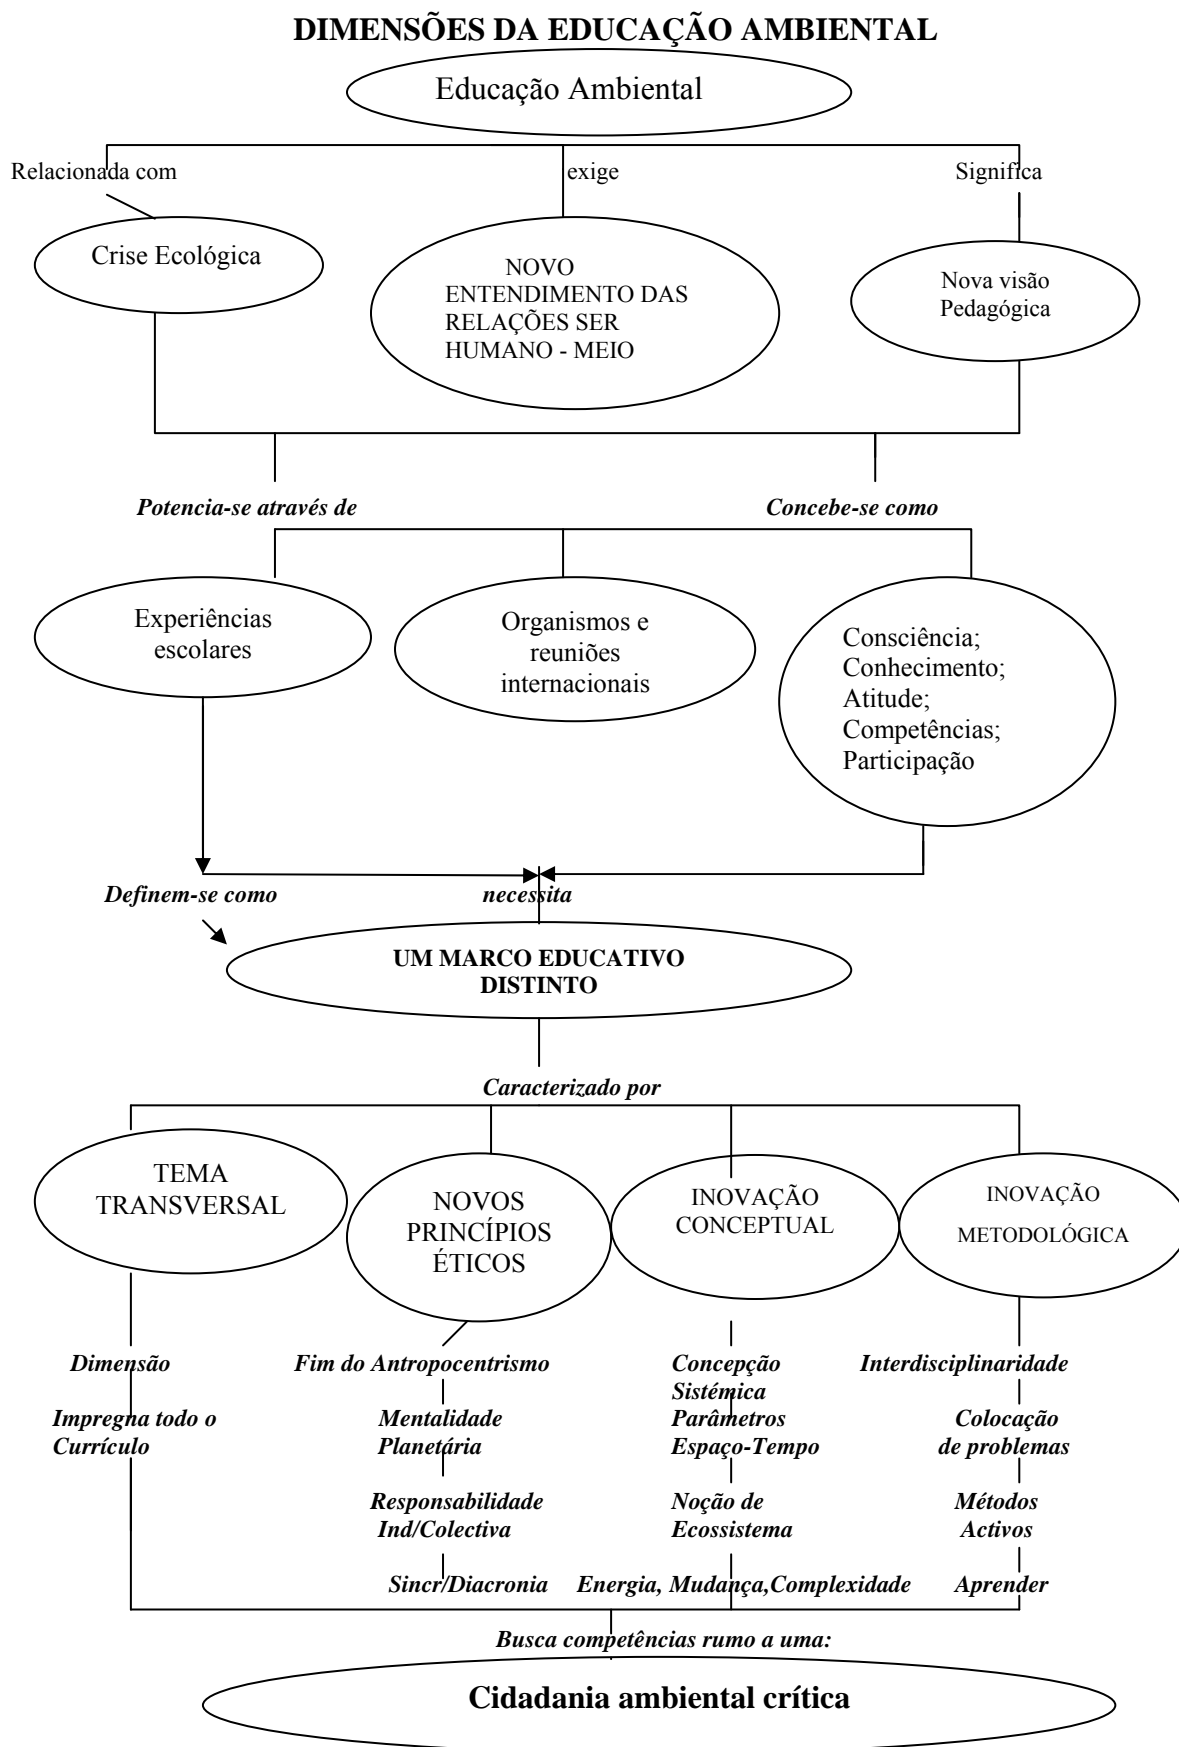 DIMENSÕES DA EDUCAÇÃO AMBIENTAL
Educação Ambiental
Relacionada com
exige
Significa
Crise Ecológica
NOVO
ENTENDIMENTO DAS
RELAÇÕES SER
HUMANO - MEIO
Nova visão
Pedagógica
Potencia-se através de
Concebe-se como
Experiências
escolares
Organismos e
reuniões
internacionais
Consciência;
Conhecimento;
Atitude;
Competências;
Participação
Definem-se como
necessita
UM MARCO EDUCATIVO
DISTINTO
Caracterizado por
TEMA
TRANSVERSAL
NOVOS
PRINCÍPIOS
ÉTICOS
INOVAÇÃO
CONCEPTUAL
INOVAÇÃO
METODOLÓGICA
Dimensão
Impregna todo o
Currículo
Fim do Antropocentrismo
Mentalidade
Planetária
Responsabilidade
Ind/Colectiva
Sincr/Diacronia
Concepção
Sistémica
Parâmetros
Espaço-Tempo
Noção de
Ecossistema
Energia, Mudança,Complexidade
Interdisciplinaridade
Colocação
de problemas
Métodos
Activos
Aprender
Busca competências rumo a uma:
Cidadania ambiental crítica